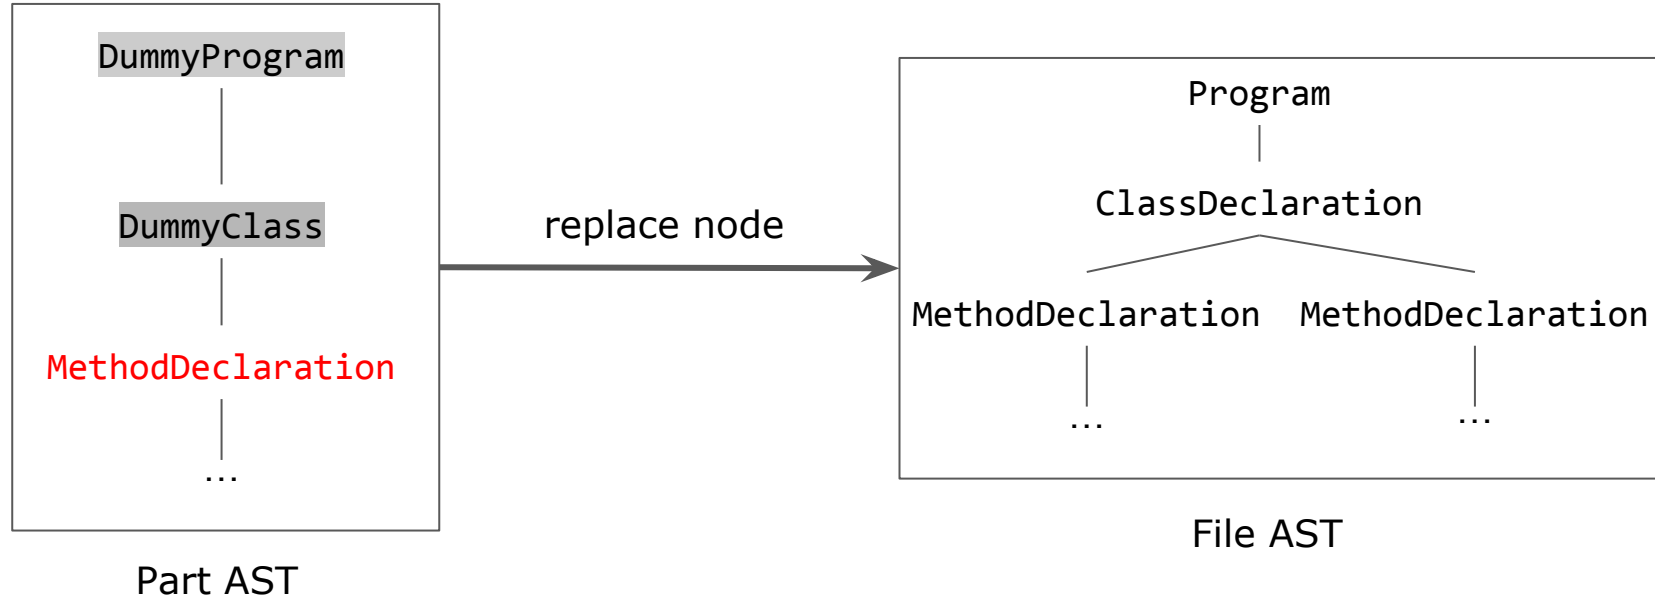 DummyProgram
DummyClass
MethodDeclaration
...
Part AST
replace node
Program
ClassDeclaration
MethodDeclaration MethodDeclaration
... ...
File AST